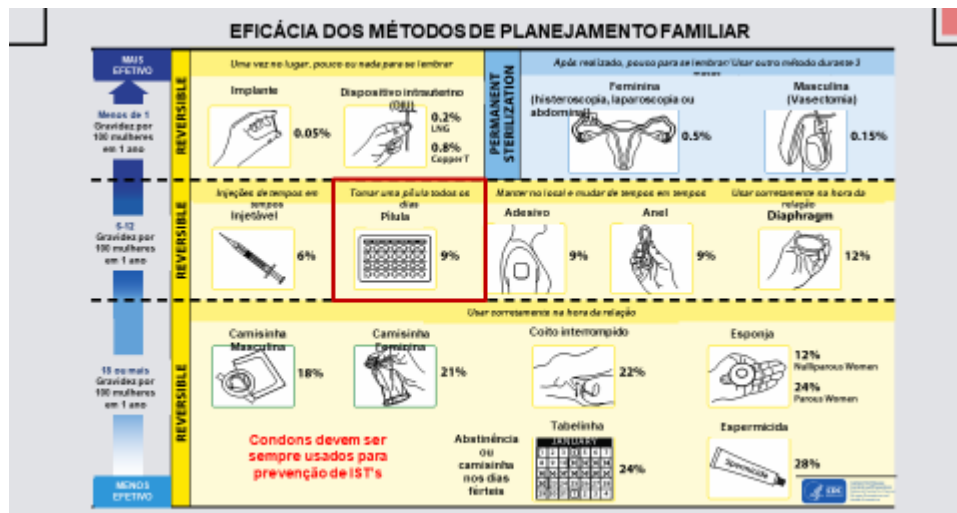 EFICÁCIA DOS MÉTODOS DE PLANEJAMENTO FAMILIAR
MAIS
EFETIVO
Menos de 1
Gravidez por
100 mulheres
em 1 ano
REVERSIBLE
Uma vez no lugar, pouco ou nada para se lembrar
Implante
0.05%
Dispositivo intrauterino
(DIU)
0.2%
LNG
0.8%
Copper T
PERMANENT
STERILIZATION
Após realizado, pouso para se lembrar/Usar outro método durante 3
Feminina
(histeroscopia, laparoscopia ou
abdominal)
0.5%
Masculina
(Vasectomia)
0.15%
6-12
Gravidez por
100 mulheres
em 1 ano
REVERSIBLE
Injeções de tempos em
tempos
Injetável
6%
Tomar uma pílula todos os
dias
Pílula
9%
Manter no local e mudar de tempos em tempos
Adesivo
9%
Anel
9%
Usar corretamente na hora da
relação
Diaphragm
12%
18 ou mais
Gravidez por
100 mulheres
em 1 ano
REVERSIBLE
Usar corretamente na hora da relação
Camisinha
Masculina
18%
Camisinha
Feminina
21%
Coito interrompido
22%
Esponja
12%
Nulliparous Women
24%
Parous Women
Condons devem ser
sempre usados para
prevenção de IST's
Abstinência
ou
camisinha
nos dias
férteis
Tabelinha
JANUARY
24%
Espermicida
Spermicide
28%
MENOS
EFETIVO
CDC